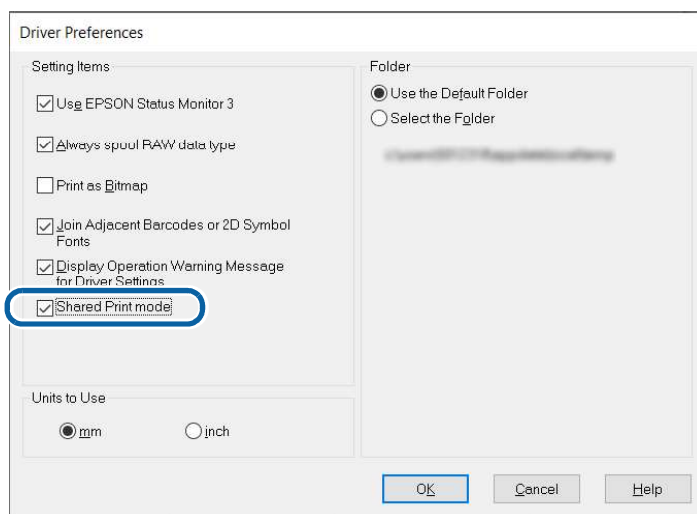 Driver Preferences
Setting Items
Use EPSON Status Monitor 3
Always spool RAW data type
Print as Bitmap
Join Adjacent Barcodes or 2D Symbol
Fonts
Display Operation Warning Message
for Driver Settings
Shared Print mode
Units to Use
mm
inch
Folder
Use the Default Folder
Select the Folder
OK
Cancel
Help